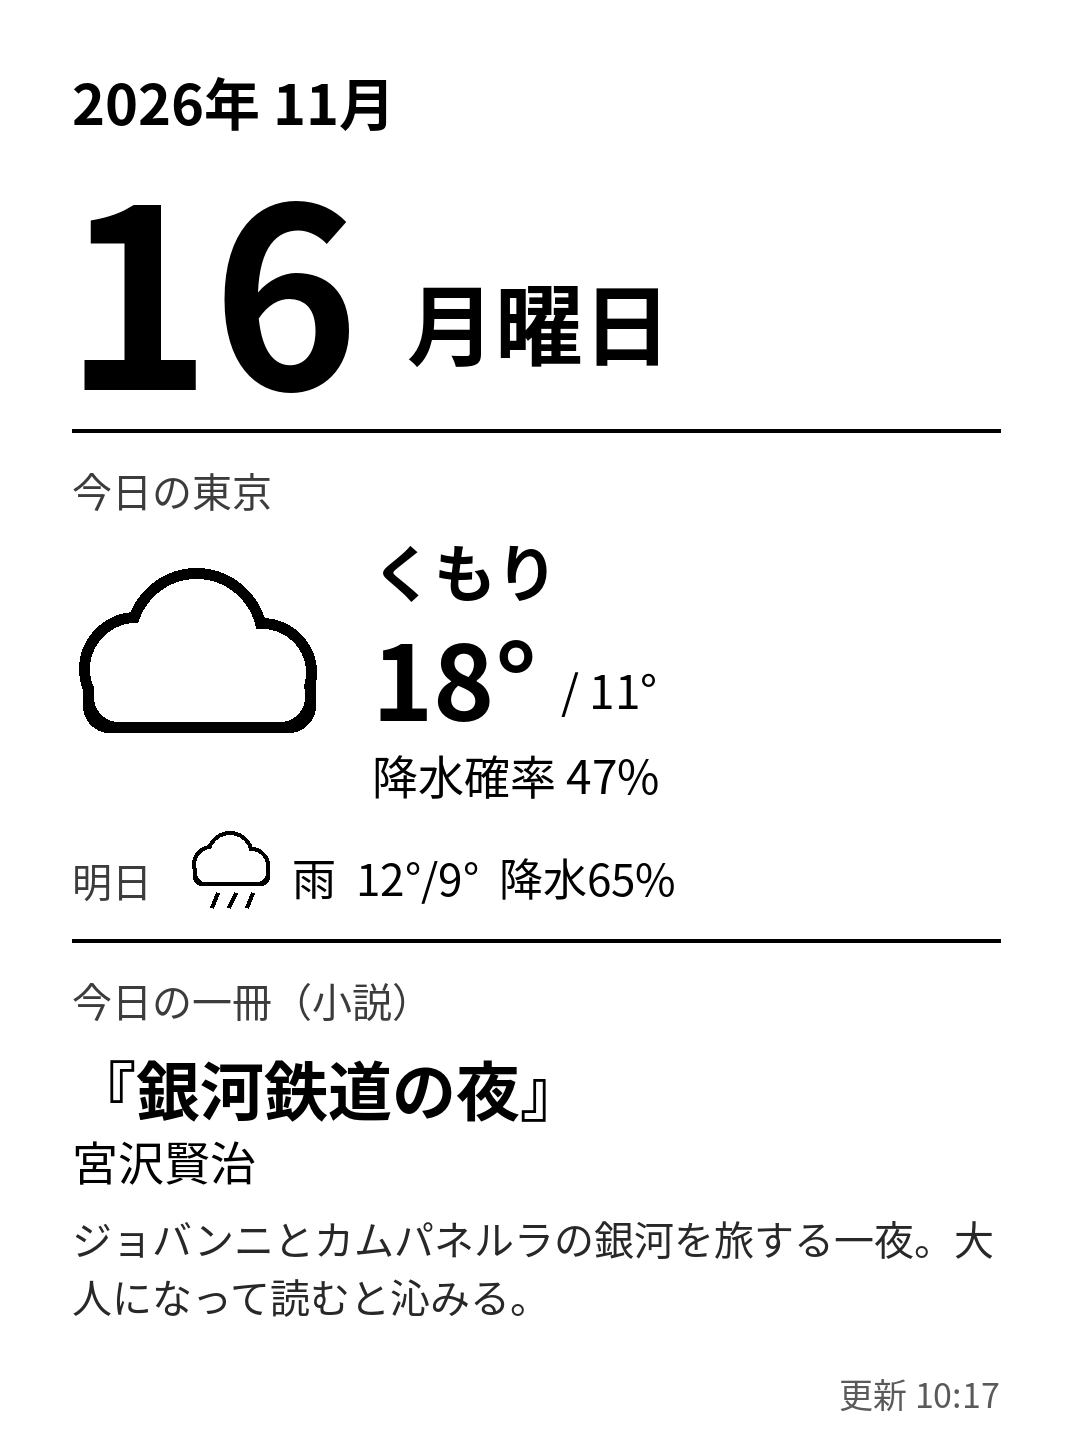 2026年 11月
16 月曜日
今日の東京
くもり
18° / 11°
降水確率 47%
明日 雨 12°/9° 降水65%
今日の一冊（小説）
『銀河鉄道の夜』
宮沢賢治
ジョバンニとカムパネルラの銀河を旅する一夜。大
人になって読むと沁みる。
更新 10:17